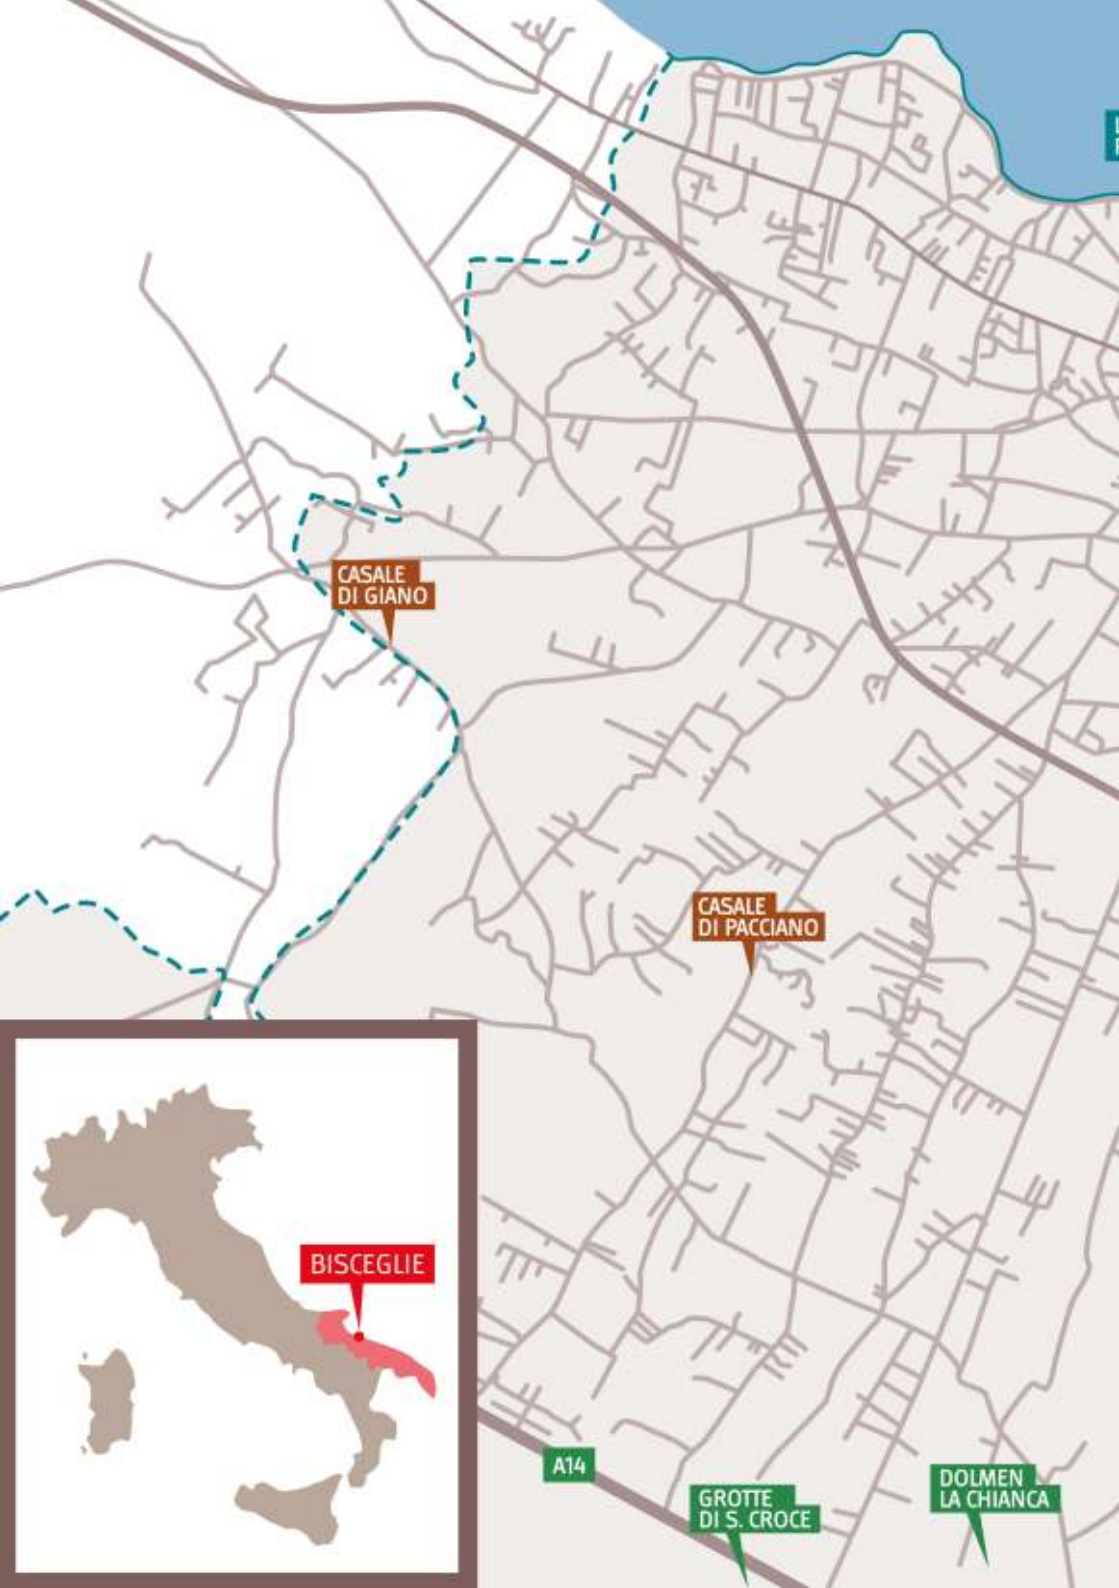 CASALE
DI GIANO
CASALE
DI PACCIANO
BISCEGLIE
A14
GROTTE
DI S. CROCE
DOLMEN
LA CHIANCA